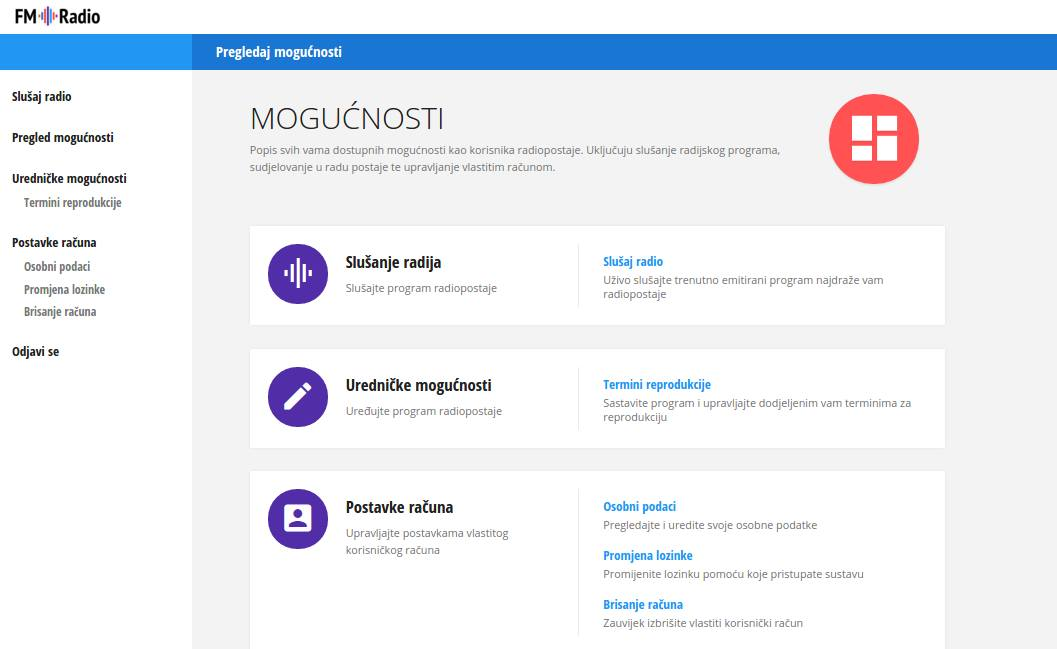 FM Radio
Pregledaj mogućnosti
Slušaj radio
Pregled mogućnosti
Uredničke mogućnosti
Termini reprodukcije
Postavke računa
Osobni podaci
Promjena lozinke
Brisanje računa
Odjavi se
MOGUĆNOSTI
Popis svih vama dostupnih mogućnosti kao korisnika radiopostaje. Uključuju slušanje radijskog programa,
sudjelovanje u radu postaje te upravljanje vlastitim računom.
Slušanje radija
Slušajte program radiopostaje
Slušaj radio
Uživo slušajte trenutno emitirani program najdraže vam
radiopostaje
Uredničke mogućnosti
Uređujte program radiopostaje
Termini reprodukcije
Sastavite program i upravljajte dodjeljenim vam terminima za
reprodukciju
Postavke računa
Upravljajte postavkama vlastitog
korisničkog računa
Osobni podaci
Pregledajte i uredite svoje osobne podatke
Promjena lozinke
Promijenite lozinku pomoću koje pristupate sustavu
Brisanje računa
Zauvijek izbrišite vlastiti korisnički račun